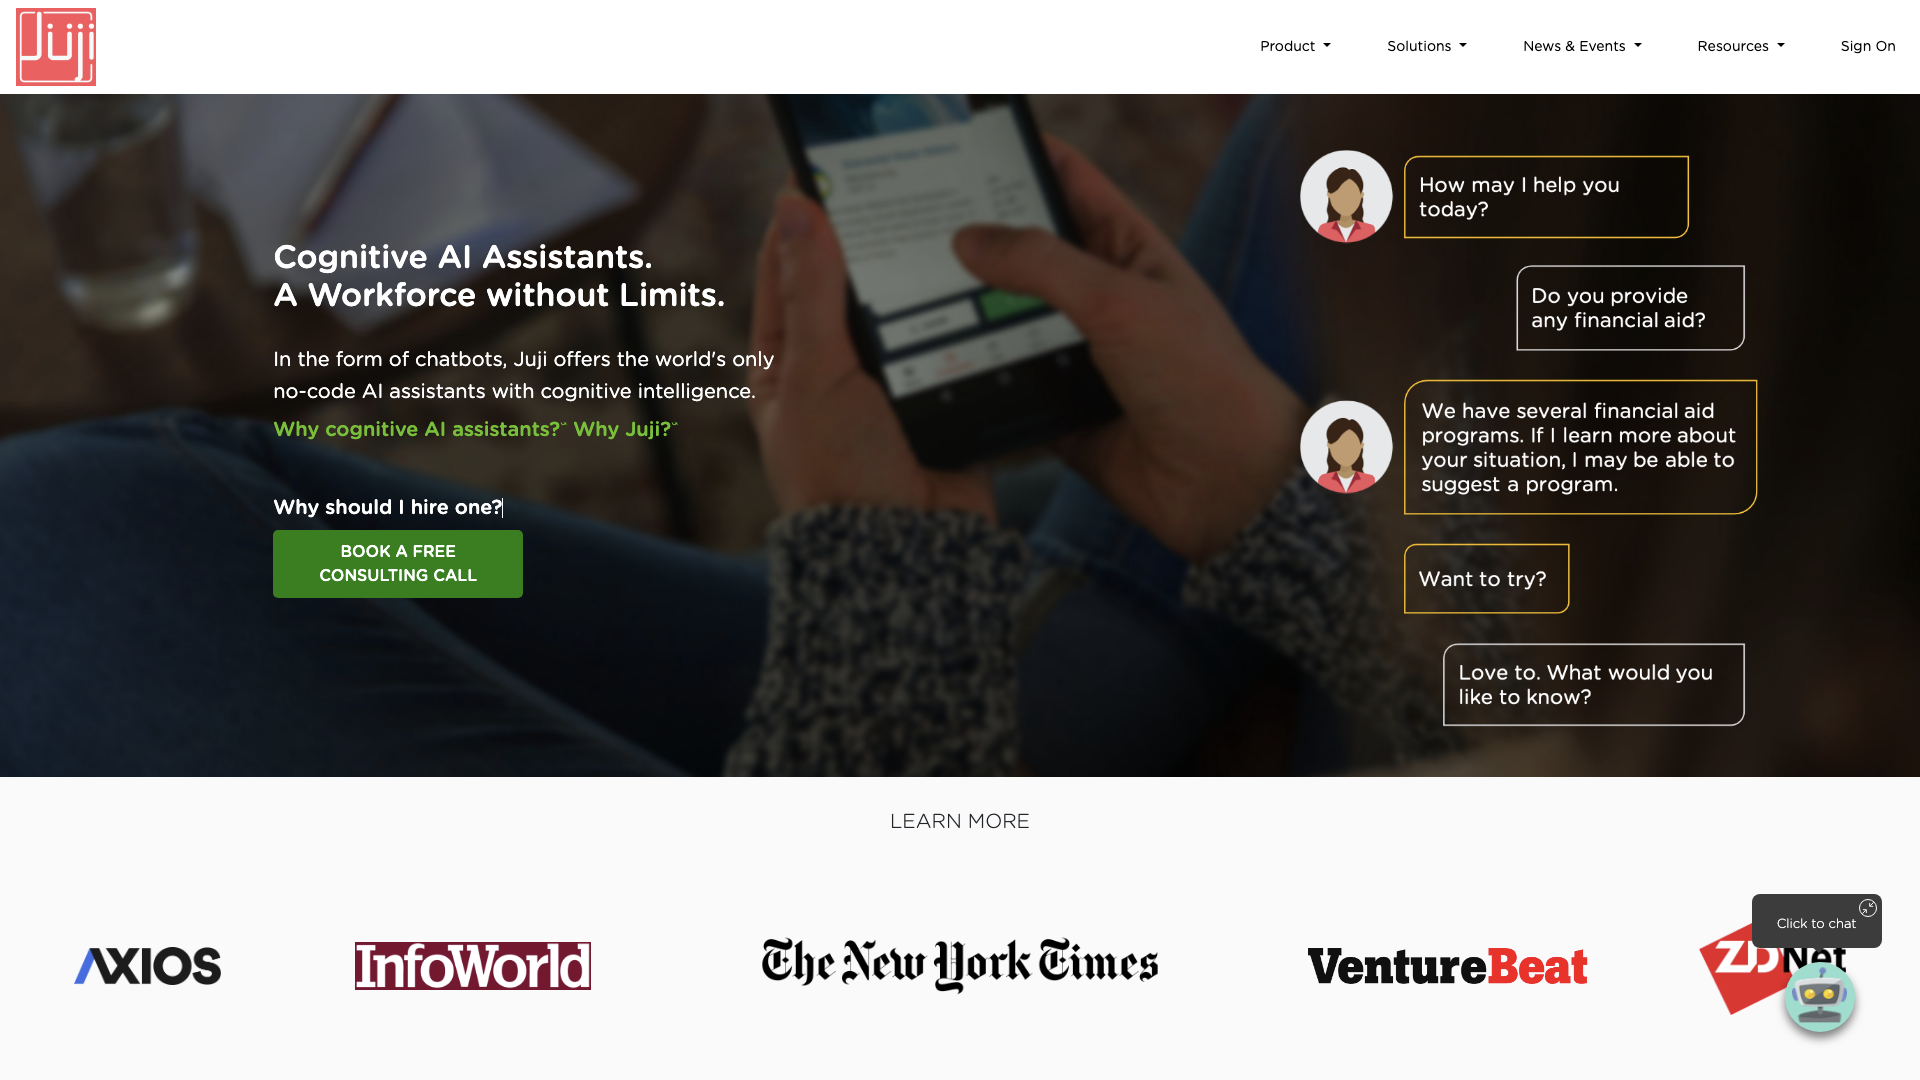 Juji
Product
Solutions
News & Events
Resources
Sign On
Cognitive AI Assistants.
A Workforce without Limits.
In the form of chatbots, Juji offers the world's only
no-code AI assistants with cognitive intelligence.
Why cognitive AI assistants? Why Juji?
Why should I hire one?
BOOK A FREE
CONSULTING CALL
How may I help you
today?
Do you provide
any financial aid?
We have several financial aid
programs. If I learn more about
your situation, I may be able to
suggest a program.
Want to try?
Love to. What would you
like to know?
LEARN MORE
AXIOS
InfoWorld
The New York Times
VentureBeat
ZDNet
Click to chat